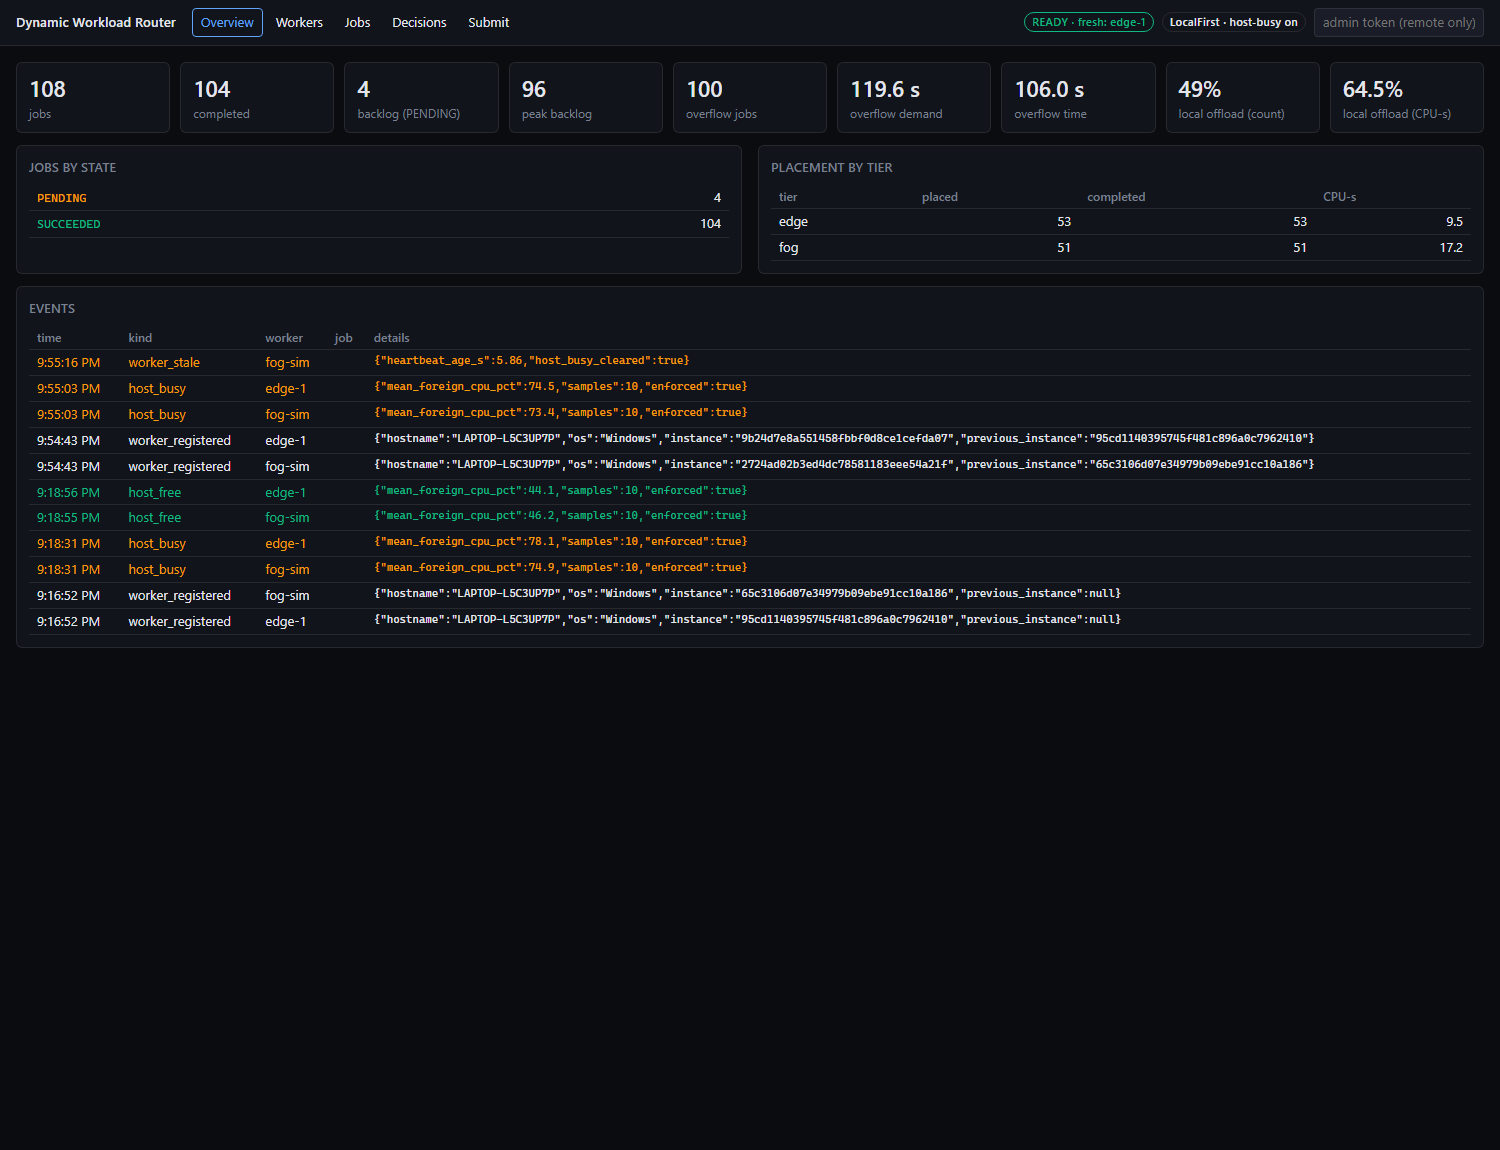 Dynamic Workload Router Overview Workers Jobs Decisions Submit READY · fresh: edge-1 LocalFirst · host-busy on admin token (remote only)
108 104 4 96 100 119.6 s 106.0 s 49% 64.5%
jobs completed backlog (PENDING) peak backlog overflow jobs overflow demand overflow time local offload (count) local offload (CPU-s)
JOBS BY STATE
PENDING 4
SUCCEEDED 104
PLACEMENT BY TIER
tier placed completed CPU-s
edge 53 53 9.5
fog 51 51 17.2
EVENTS
time kind worker job details
9:55:16 PM worker_stale fog-sim {"heartbeat_age_s":5.86,"host_busy_cleared":true}
9:55:03 PM host_busy edge-1 {"mean_foreign_cpu_pct":74.5,"samples":10,"enforced":true}
9:55:03 PM host_busy fog-sim {"mean_foreign_cpu_pct":73.4,"samples":10,"enforced":true}
9:54:43 PM worker_registered edge-1 {"hostname":"LAPTOP-L5C3UP7P","os":"Windows","instance":"9b24d7e8a551458fbbf0d8ce1cefda07","previous_instance":"95cd1140395745f481c896a0c7962410"}
9:54:43 PM worker_registered fog-sim {"hostname":"LAPTOP-L5C3UP7P","os":"Windows","instance":"2724ad02b3ed4dc78581183eee54a21f","previous_instance":"65c3106d07e34979b09ebe91cc10a186"}
9:18:56 PM host_free edge-1 {"mean_foreign_cpu_pct":44.1,"samples":10,"enforced":true}
9:18:55 PM host_free fog-sim {"mean_foreign_cpu_pct":46.2,"samples":10,"enforced":true}
9:18:31 PM host_busy edge-1 {"mean_foreign_cpu_pct":78.1,"samples":10,"enforced":true}
9:18:31 PM host_busy fog-sim {"mean_foreign_cpu_pct":74.9,"samples":10,"enforced":true}
9:16:52 PM worker_registered fog-sim {"hostname":"LAPTOP-L5C3UP7P","os":"Windows","instance":"65c3106d07e34979b09ebe91cc10a186","previous_instance":null}
9:16:52 PM worker_registered edge-1 {"hostname":"LAPTOP-L5C3UP7P","os":"Windows","instance":"95cd1140395745f481c896a0c7962410","previous_instance":null}